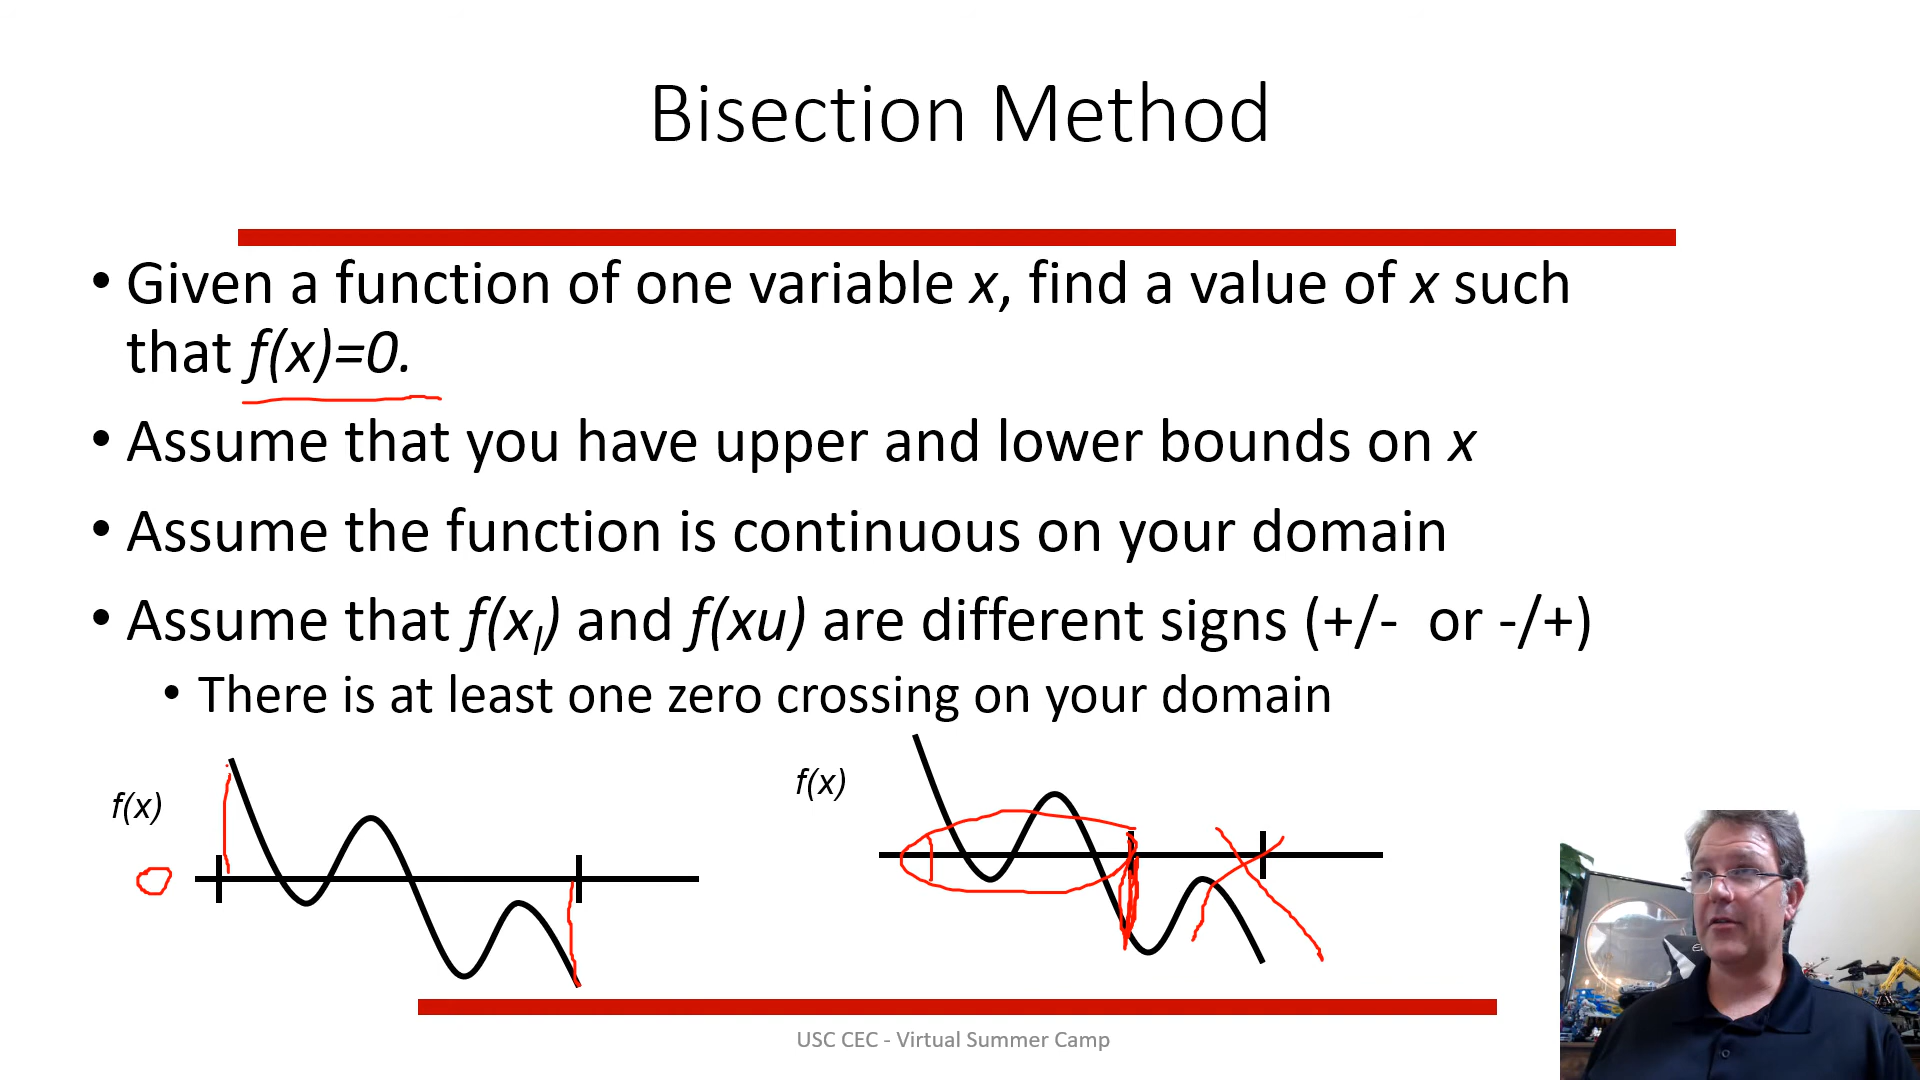 Bisection Method
• Given a function of one variable x, find a value of x such
that f(x)=0.
• Assume that you have upper and lower bounds on x
• Assume the function is continuous on your domain
• Assume that f(xl) and f(xu) are different signs (+/- or -/+)
• There is at least one zero crossing on your domain
f(x)
f(x)
0
USC CEC - Virtual Summer Camp